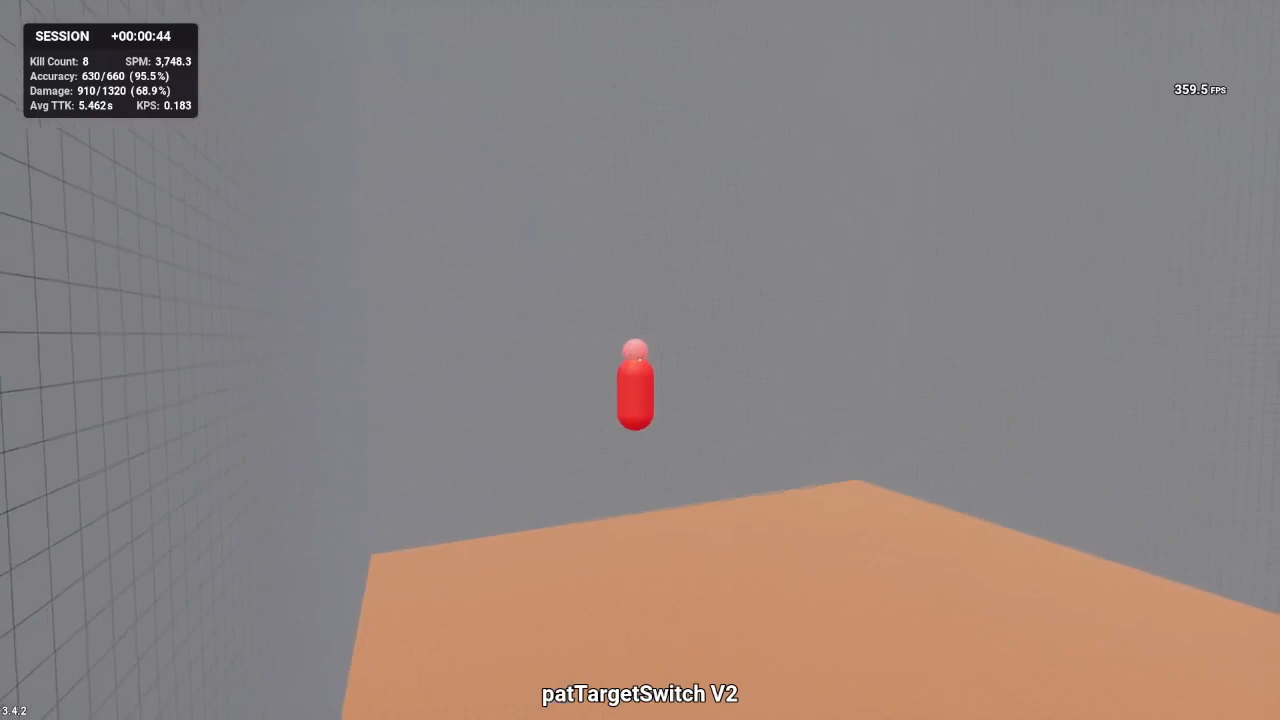 SESSION +00:00:44
Kill Count: 8 SPM: 3,748.3
Accuracy: 630/660 (95.5%)
Damage: 910/1320 (68.9%)
Avg TTK: 5.462s KPS: 0.183
359.5 FPS
patTargetSwitch V2
3.4.2